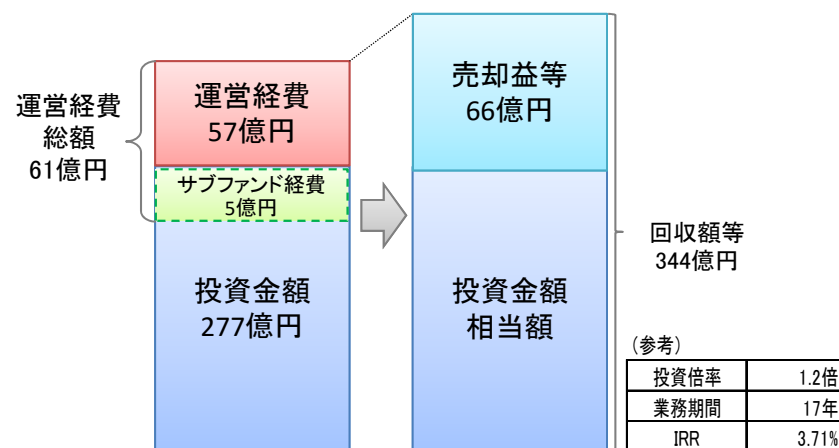 運営経費
総額
61億円
運営経費
57億円
サブファンド経費
5億円
投資金額
277億円
売却益等
66億円
投資金額
相当額
回収額等
344億円
(参考)
投資倍率 1.2倍
業務期間 17年
IRR 3.71%